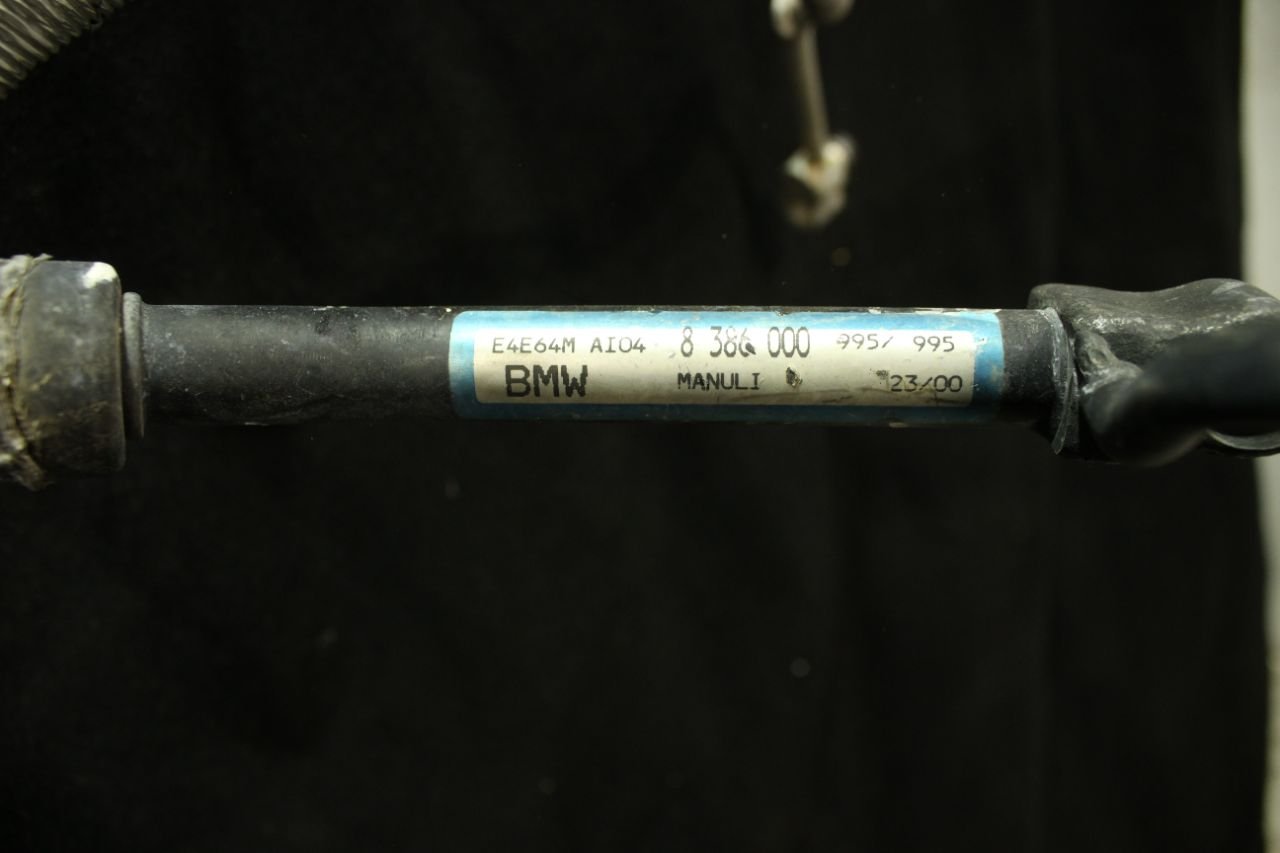 E4E64M AI04 8 386 000 995/ 995
BMW MANULI 23/00